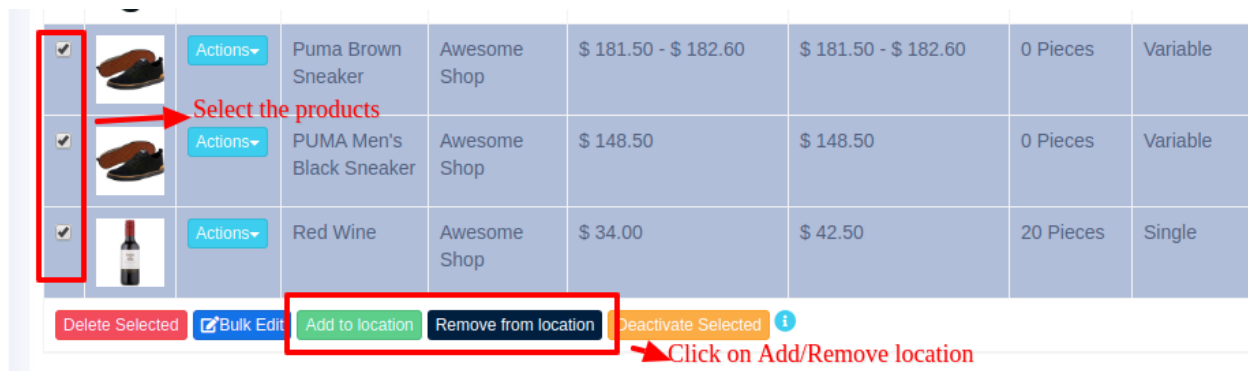 Actions Puma Brown Awesome $ 181.50 - $ 182.60 $ 181.50 - $ 182.60 0 Pieces Variable
Sneaker Shop
Select the products
Actions PUMA Men's Awesome $ 148.50 $ 148.50 0 Pieces Variable
Black Sneaker Shop
Actions Red Wine Awesome $ 34.00 $ 42.50 20 Pieces Single
Shop
Delete Selected Bulk Edit Add to location Remove from location Deactivate Selected i
Click on Add/Remove location